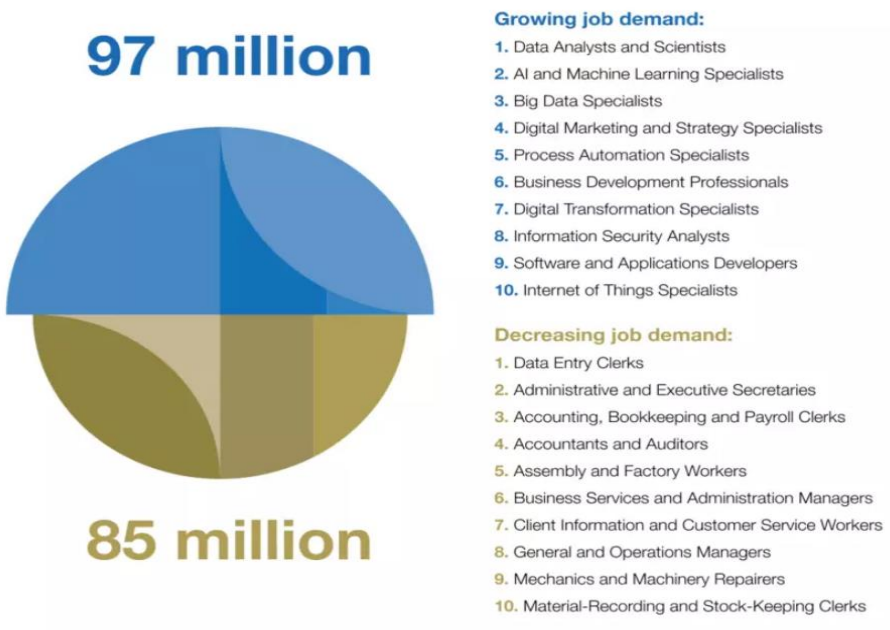 97 million
85 million
Growing job demand:
1. Data Analysts and Scientists
2. AI and Machine Learning Specialists
3. Big Data Specialists
4. Digital Marketing and Strategy Specialists
5. Process Automation Specialists
6. Business Development Professionals
7. Digital Transformation Specialists
8. Information Security Analysts
9. Software and Applications Developers
10. Internet of Things Specialists
Decreasing job demand:
1. Data Entry Clerks
2. Administrative and Executive Secretaries
3. Accounting, Bookkeeping and Payroll Clerks
4. Accountants and Auditors
5. Assembly and Factory Workers
6. Business Services and Administration Managers
7. Client Information and Customer Service Workers
8. General and Operations Managers
9. Mechanics and Machinery Repairers
10. Material-Recording and Stock-Keeping Clerks